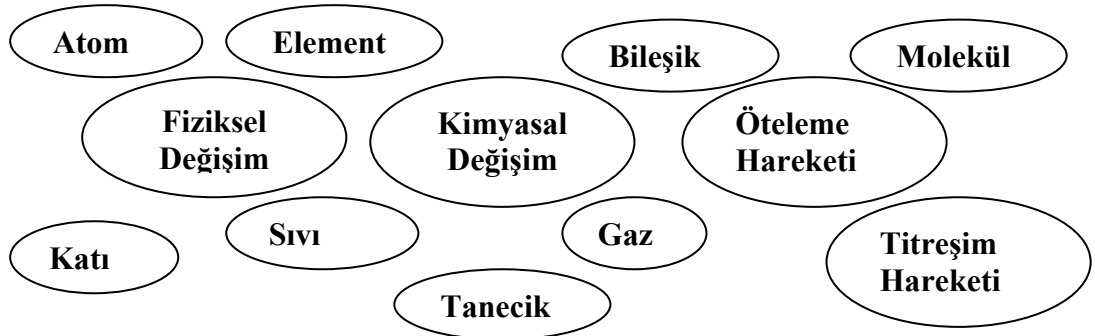 Atom
Element
Bileşik
Molekül
Fiziksel
Değişim
Kimyasal
Değişim
Öteleme
Hareketi
Katı
Sıvı
Gaz
Titreşim
Hareketi
Tanecik